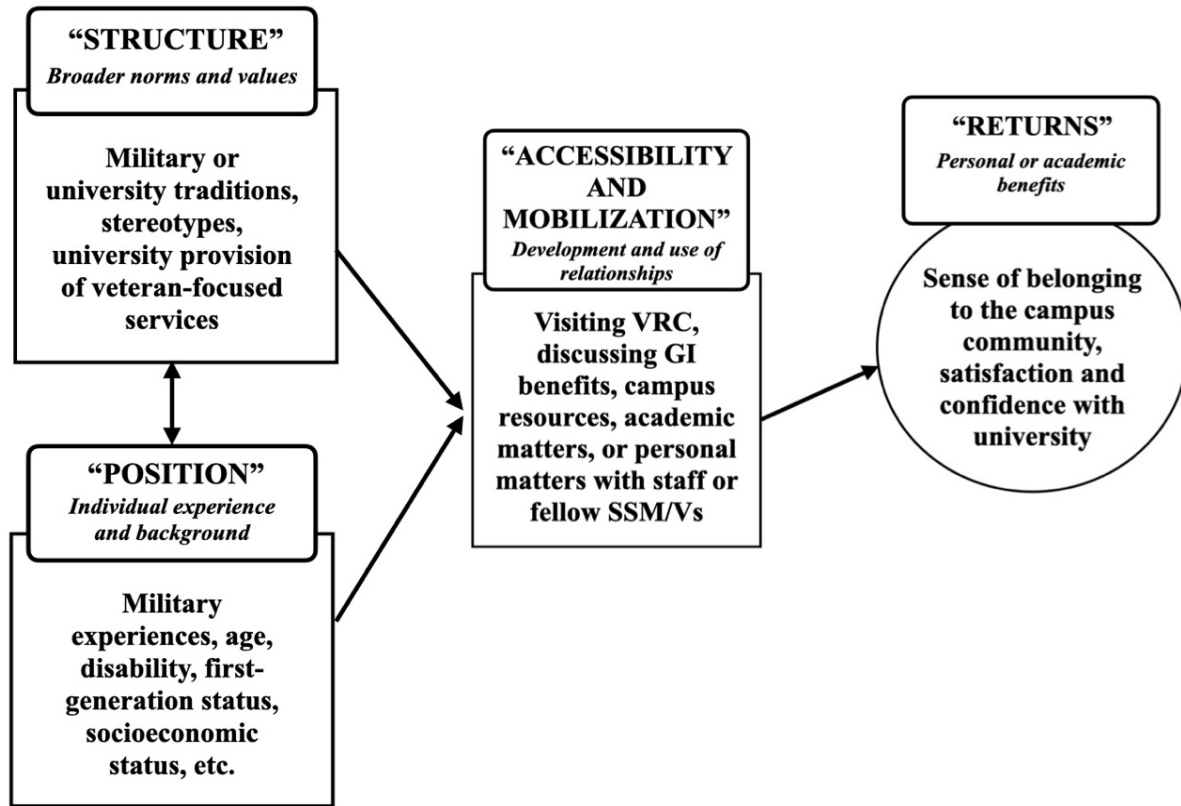 “STRUCTURE”
Broader norms and values
Military or
university traditions,
stereotypes,
university provision
of veteran-focused
services
“POSITION”
Individual experience
and background
Military
experiences, age,
disability, first-
generation status,
socioeconomic
status, etc.
“ACCESSIBILITY
AND
MOBILIZATION”
Development and use of
relationships
Visiting VRC,
discussing GI
benefits, campus
resources, academic
matters, or personal
matters with staff or
fellow SSM/Vs
“RETURNS”
Personal or academic
benefits
Sense of belonging
to the campus
community,
satisfaction and
confidence with
university